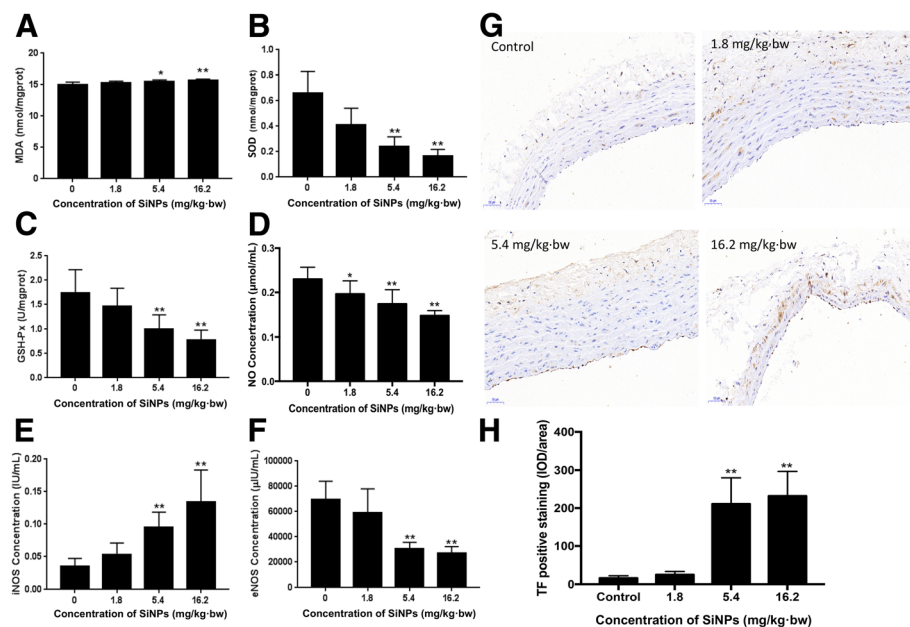 A
MDA (nmol/mgprot)
20
15
10
5
0
*
**
0 1.8 5.4 16.2
Concentration of SiNPs (mg/kg·bw)
B
SOD (nmol/mgprot)
1.0
0.8
0.6
0.4
0.2
0.0
**
**
0 1.8 5.4 16.2
Concentration of SiNPs (mg/kg·bw)
C
GSH-Px (U/mgprot)
2.5
2.0
1.5
1.0
0.5
0.0
**
**
0 1.8 5.4 16.2
Concentration of SiNPs (mg/kg·bw)
D
NO Concentration (μmol/mL)
0.3
0.2
0.1
0.0
*
**
**
0 1.8 5.4 16.2
Concentration of SiNPs (mg/kg·bw)
E
iNOS Concentration (IU/mL)
0.20
0.15
0.10
0.05
0.00
**
**
0 1.8 5.4 16.2
Concentration of SiNPs (mg/kg·bw)
F
eNOS Concentration (μIU/mL)
100000
80000
60000
40000
20000
0
**
**
0 1.8 5.4 16.2
Concentration of SiNPs (mg/kg·bw)
G
Control
1.8 mg/kg·bw
5.4 mg/kg·bw
16.2 mg/kg·bw
H
TF positive staining (IOD/area)
400
300
200
100
0
**
**
Control 1.8 5.4 16.2
Concentration of SiNPs (mg/kg·bw)